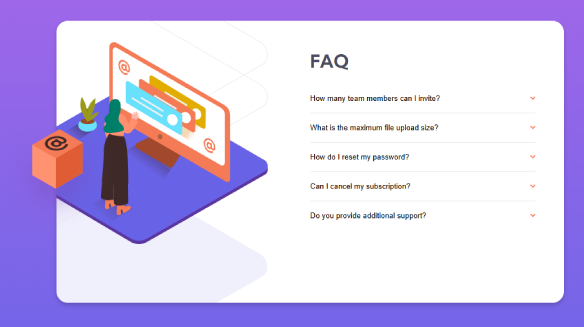 FAQ
How many team members can I invite?
What is the maximum file upload size?
How do I reset my password?
Can I cancel my subscription?
Do you provide additional support?
@
@
@